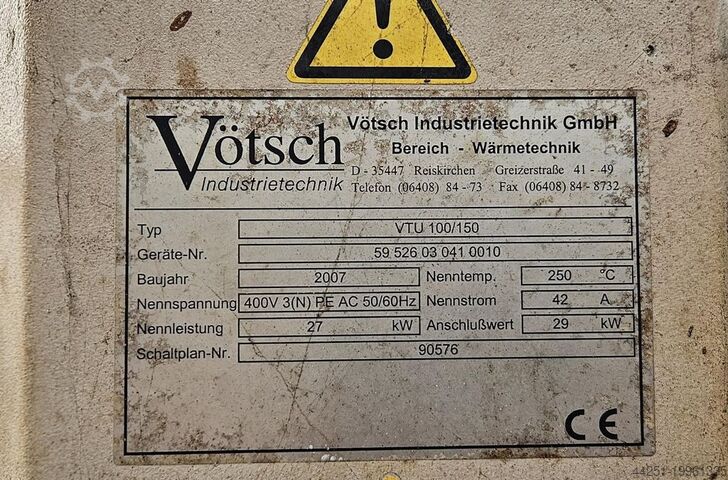 Vötsch
Industrietechnik
Vötsch Industrietechnik GmbH
Bereich - Wärmetechnik
D - 35447 Reiskirchen Greizerstraße 41 - 49
Telefon (06408) 84 - 73 Fax (06408) 84 - 8732
Typ VTU 100/150
Geräte-Nr. 59 526 03 041 0010
Baujahr 2007 Nenntemp. 250 °C
Nennspannung 400V 3(N) PE AC 50/60Hz Nennstrom 42 A
Nennleistung 27 kW Anschlußwert 29 kW
Schaltplan-Nr. 90576
CE